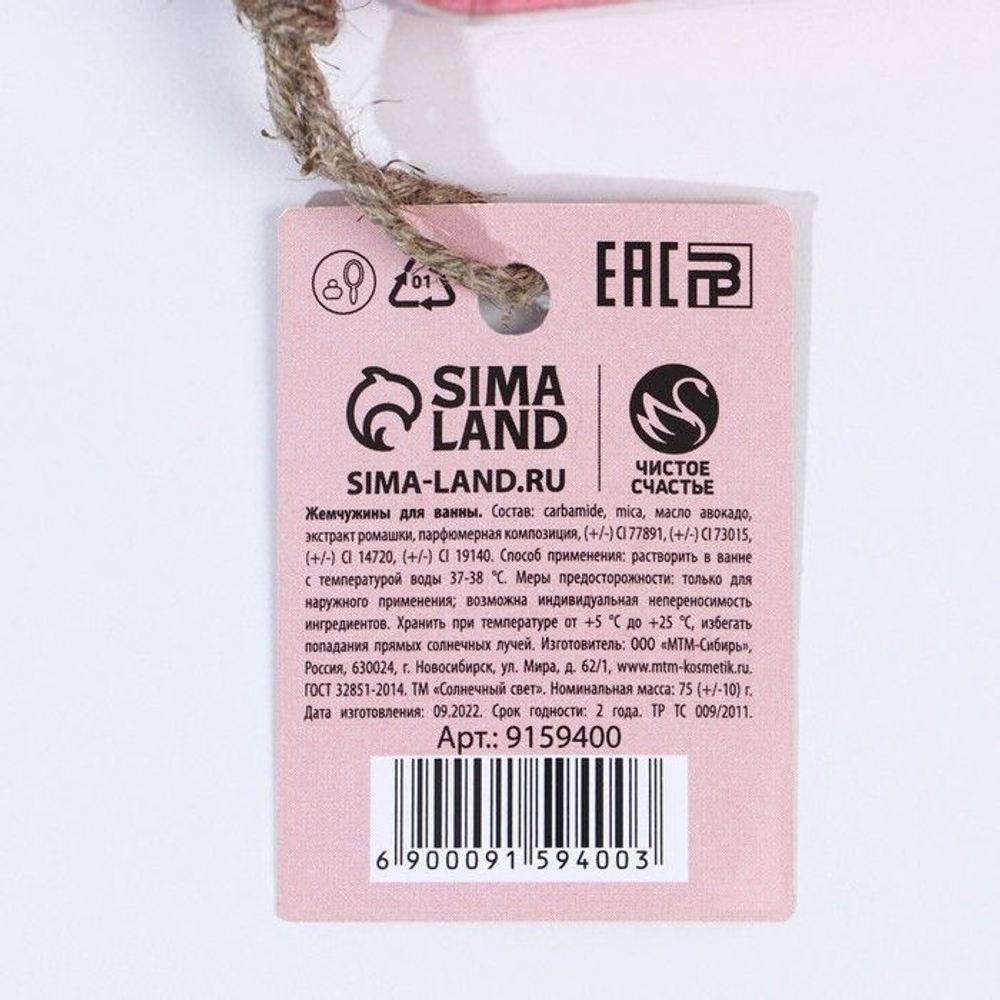 01
EAC
РВ
SIMA
LAND
SIMA-LAND.RU
ЧИСТОЕ
СЧАСТЬЕ
Жемчужины для ванны. Состав: carbamide, mica, масло авокадо,
экстракт ромашки, парфюмерная композиция, (+/-) CI 77891, (+/-) CI 73015,
(+/-) CI 14720, (+/-) CI 19140. Способ применения: растворить в ванне
с температурой воды 37-38 °С. Меры предосторожности: только для
наружного применения; возможна индивидуальная непереносимость
ингредиентов. Хранить при температуре от +5 °С до +25 °С, избегать
попадания прямых солнечных лучей. Изготовитель: ООО «МТМ-Сибирь»,
Россия, 630024, г. Новосибирск, ул. Мира, д. 62/1, www.mtm-kosmetik.ru.
ГОСТ 32851-2014. ТМ «Солнечный свет». Номинальная масса: 75 (+/-10) г.
Дата изготовления: 09.2022. Срок годности: 2 года. ТР ТС 009/2011.
Арт.: 9159400
6 900091 594003